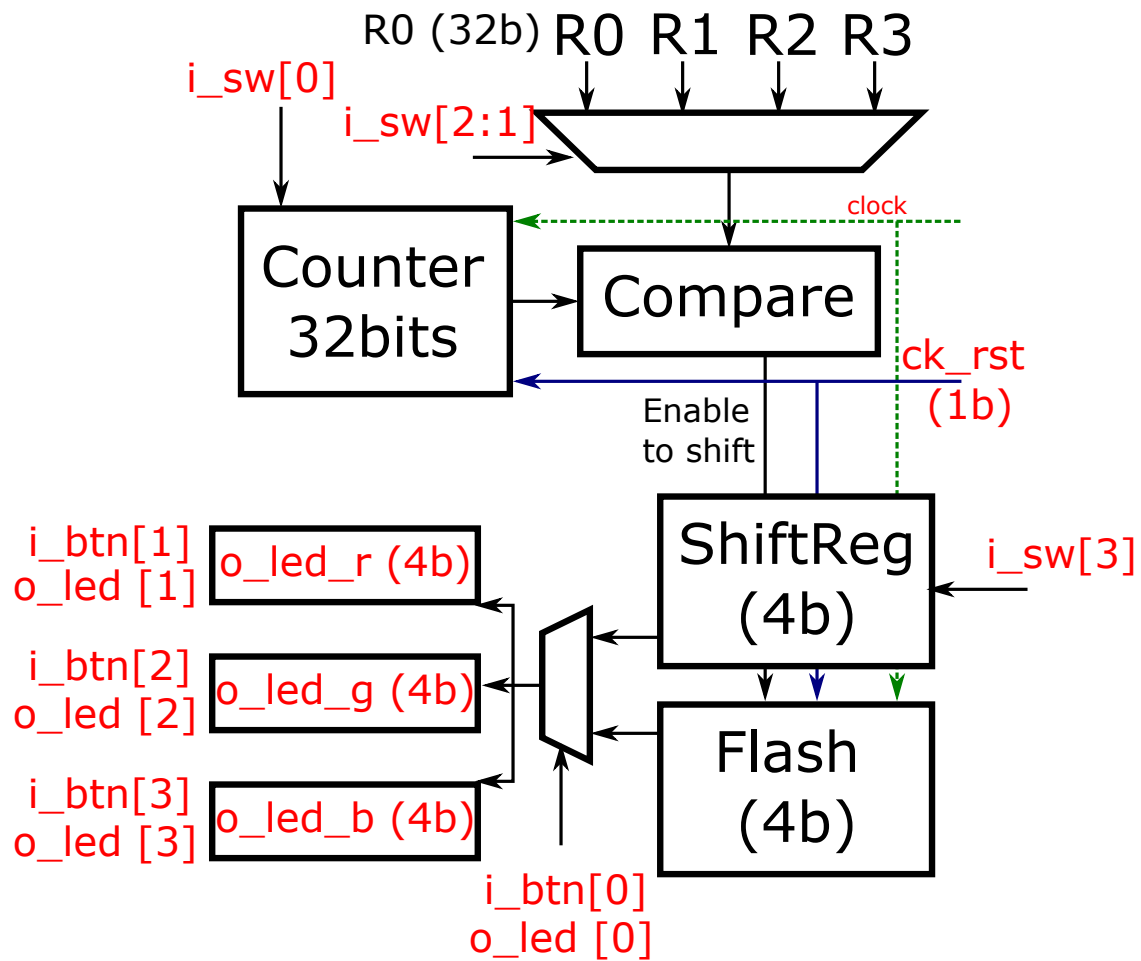 R0 (32b)
R0 R1 R2 R3
i_sw[0]
i_sw[2:1]
clock
Counter
32bits
Compare
ck_rst
(1b)
Enable
to shift
ShiftReg
(4b)
i_sw[3]
i_btn[1]
o_led [1]
o_led_r (4b)
i_btn[2]
o_led [2]
o_led_g (4b)
i_btn[3]
o_led [3]
o_led_b (4b)
Flash
(4b)
i_btn[0]
o_led [0]